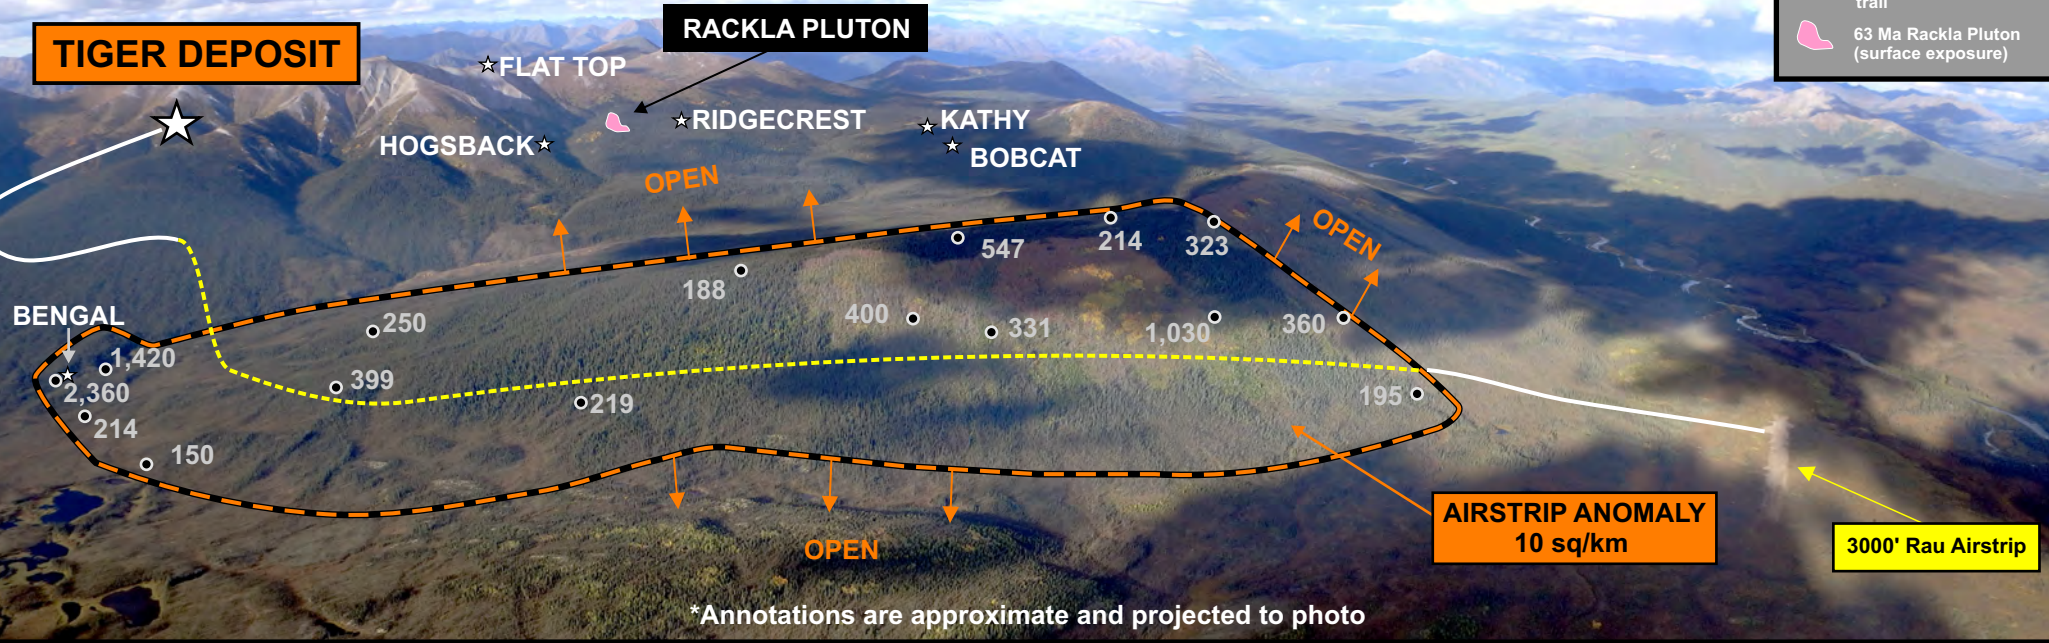 trail
63 Ma Rackla Pluton
(surface exposure)
TIGER DEPOSIT
RACKLA PLUTON
FLAT TOP
RIDGECREST
KATHY
HOGSBACK
BOBCAT
OPEN
OPEN
547
214
323
188
400
331
1,030
360
250
BENGAL
1,420
2,360
399
219
195
214
150
AIRSTRIP ANOMALY
10 sq/km
OPEN
3000' Rau Airstrip
*Annotations are approximate and projected to photo